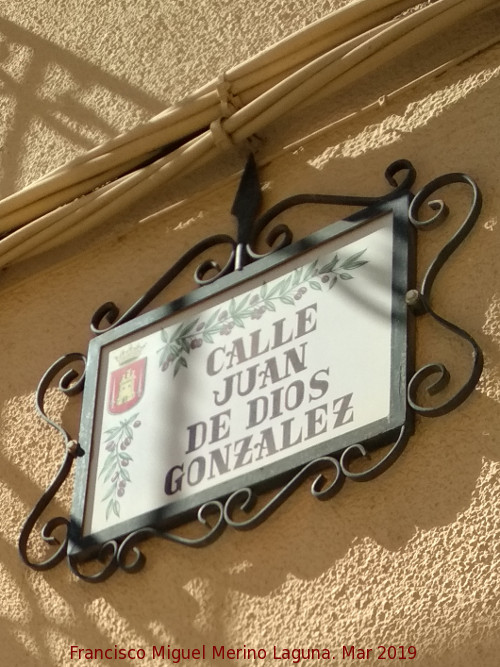 CALLE
JUAN
DE DIOS
GONZALEZ
Francisco Miguel Merino Laguna. Mar 2019